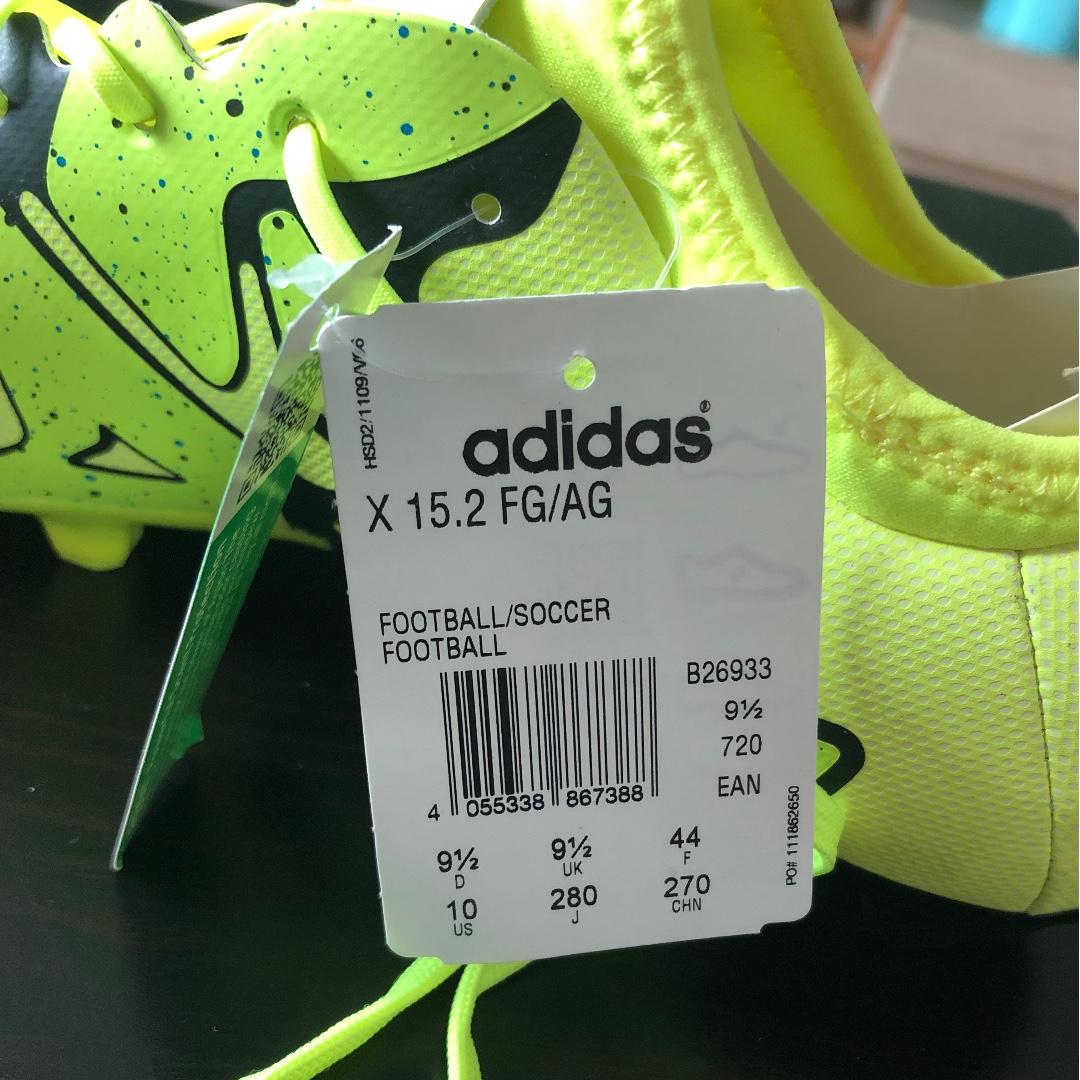 HSD2/1109/V/6
adidas®
X 15.2 FG/AG
FOOTBALL/SOCCER
FOOTBALL
B26933
9½
720
EAN
4 055338 867388
PO# 111862650
9½ 9½ 44
D UK F
10 280 270
US J CHN